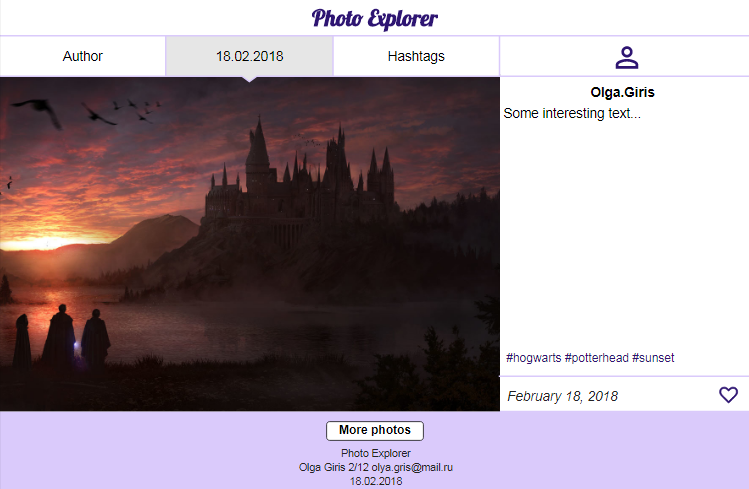 Photo Explorer
Author
18.02.2018
Hashtags
Olga.Giris
Some interesting text...
#hogwarts #potterhead #sunset
February 18, 2018
More photos
Photo Explorer
Olga Giris 2/12 olya.gris@mail.ru
18.02.2018